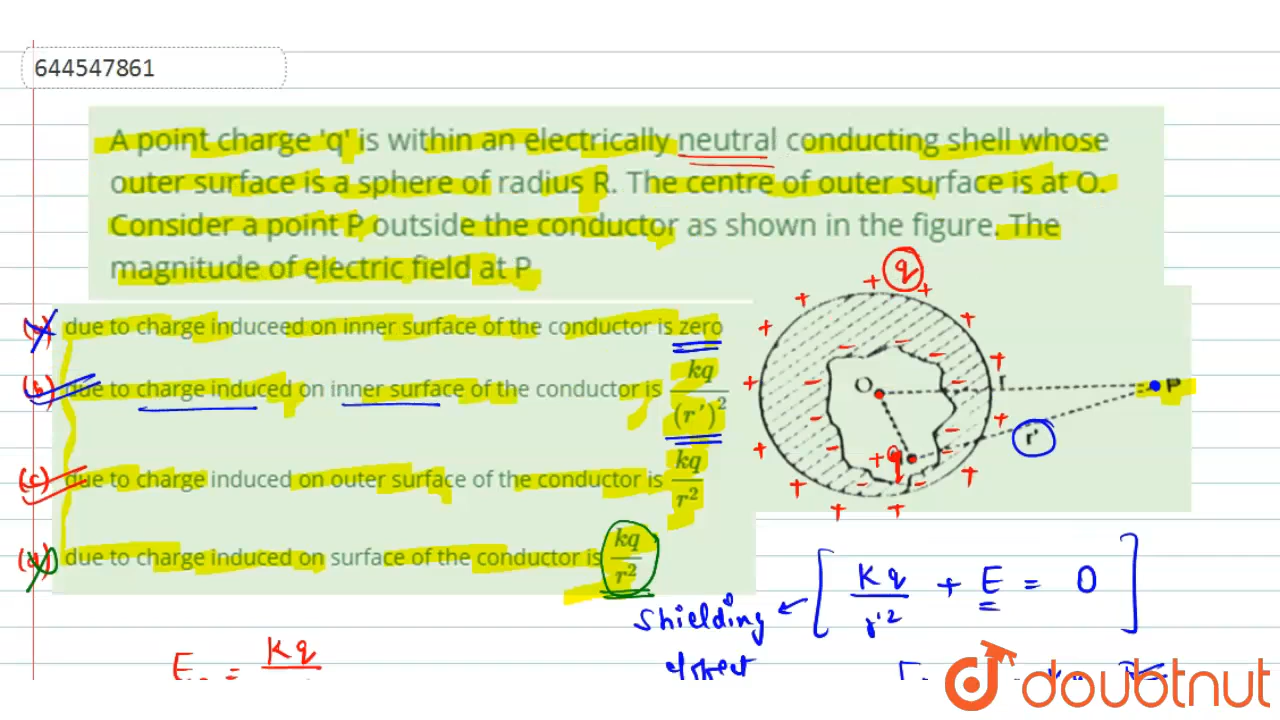 644547861
A point charge 'q' is within an electrically neutral conducting shell whose
outer surface is a sphere of radius R. The centre of outer surface is at O.
Consider a point P outside the conductor as shown in the figure. The
magnitude of electric field at P
due to charge induceed on inner surface of the conductor is zero
(b) due to charge induced on inner surface of the conductor is kq/(r')²
(c) due to charge induced on outer surface of the conductor is kq/r²
(d) due to charge induced on surface of the conductor is kq/r²
q
O
r
P
r'
+q
[ Kq/r'² + E = 0 ]
Shielding
effect
E = Kq
doubtnut